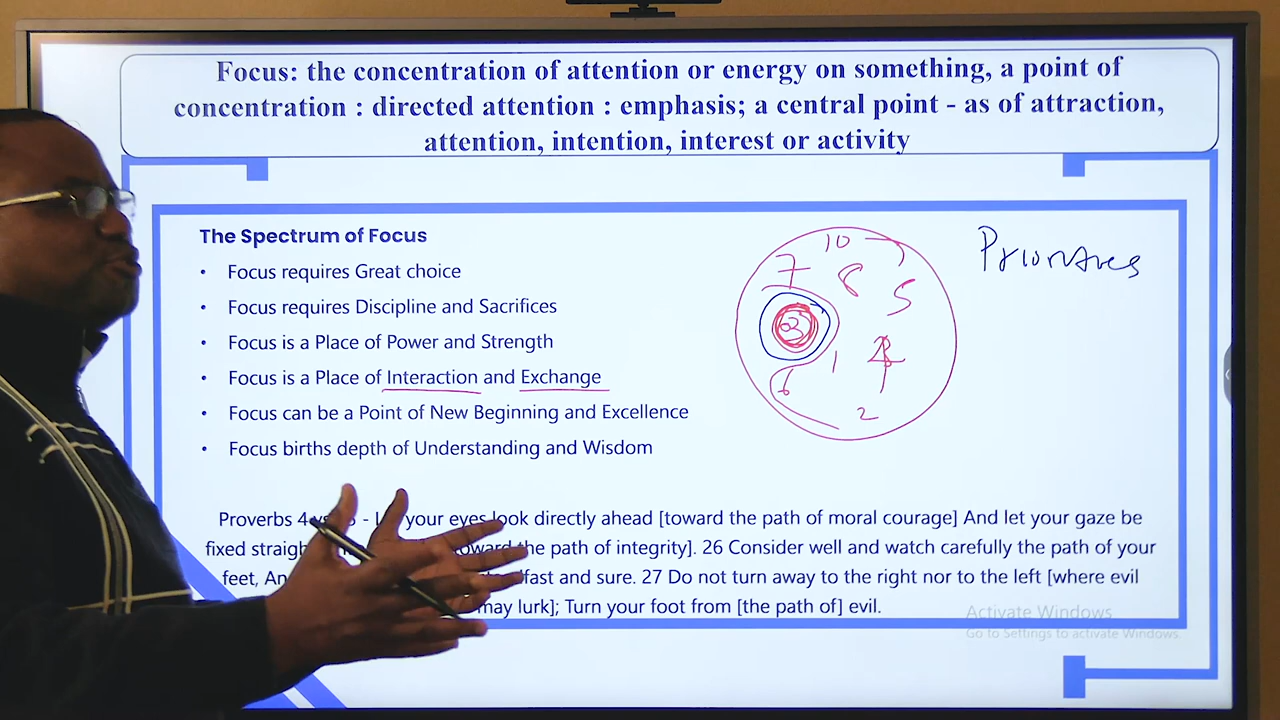 Focus: the concentration of attention or energy on something, a point of
concentration : directed attention : emphasis; a central point - as of attraction,
attention, intention, interest or activity
The Spectrum of Focus
• Focus requires Great choice
• Focus requires Discipline and Sacrifices
• Focus is a Place of Power and Strength
• Focus is a Place of Interaction and Exchange
• Focus can be a Point of New Beginning and Excellence
• Focus births depth of Understanding and Wisdom
10
7 8 5
3
1
6
2
Proverbs 4 - your eyes look directly ahead [toward the path of moral courage] And let your gaze be
fixed the path of integrity]. 26 Consider well and watch carefully the path of your
feet, and sure. 27 Do not turn away to the right nor to the left [where evil
may lurk]; Turn your foot from [the path of] evil.
Activate Windows
Go to Settings to activate Windows.